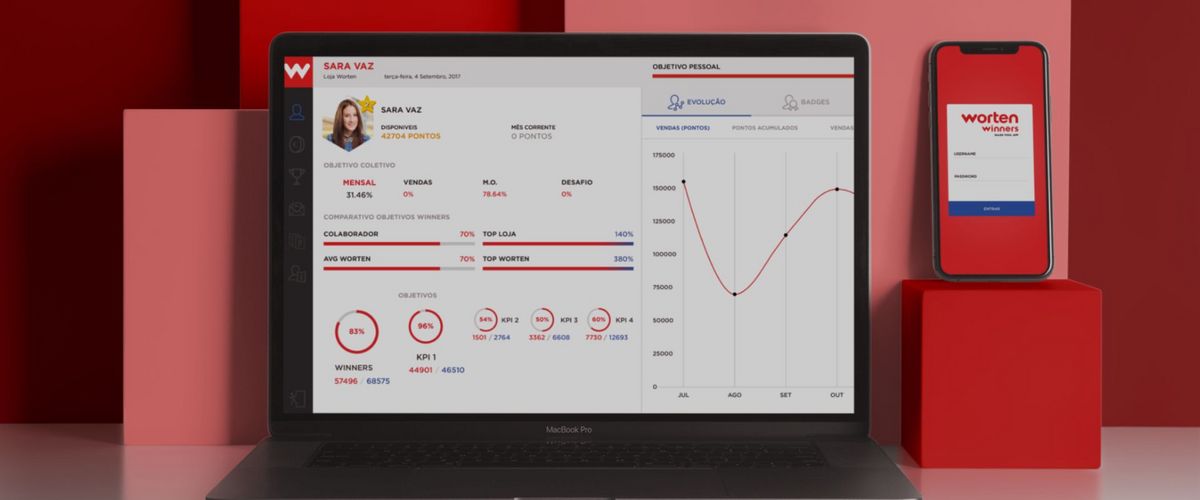 SARA VAZ
Loja Worten terça-feira, 4 Setembro, 2017
SARA VAZ
DISPONIVEIS
42704 PONTOS
MÊS CORRENTE
0 PONTOS
OBJETIVO COLETIVO
MENSAL VENDAS M.O. DESAFIO
31.46% 0% 78.64% 0%
COMPARATIVO OBJETIVOS WINNERS
COLABORADOR 70% TOP LOJA 140%
AVG WORTEN 70% TOP WORTEN 380%
OBJETIVOS
83%
WINNERS
57496 / 68575
96%
KPI 1
44901 / 46510
54% KPI 2
1501 / 2764
50% KPI 3
3362 / 6608
60% KPI 4
7730 / 12693
OBJETIVO PESSOAL
EVOLUÇÃO BADGES
VENDAS (PONTOS) PONTOS ACUMULADOS VENDAS
175000
150000
125000
100000
75000
50000
25000
0
JUL AGO SET OUT
MacBook Pro
worten
winners
USERNAME
PASSWORD
ENTRAR